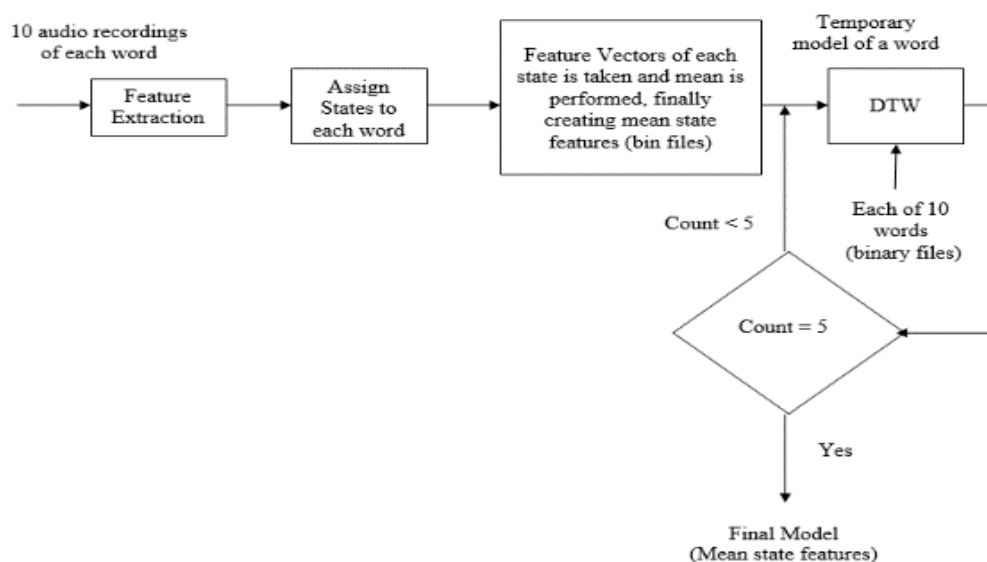 10 audio recordings
of each word
Feature
Extraction
Assign
States to
each word
Feature Vectors of each
state is taken and mean is
performed, finally
creating mean state
features (bin files)
Temporary
model of a word
DTW
Each of 10
words
(binary files)
Count < 5
Count = 5
Yes
Final Model
(Mean state features)